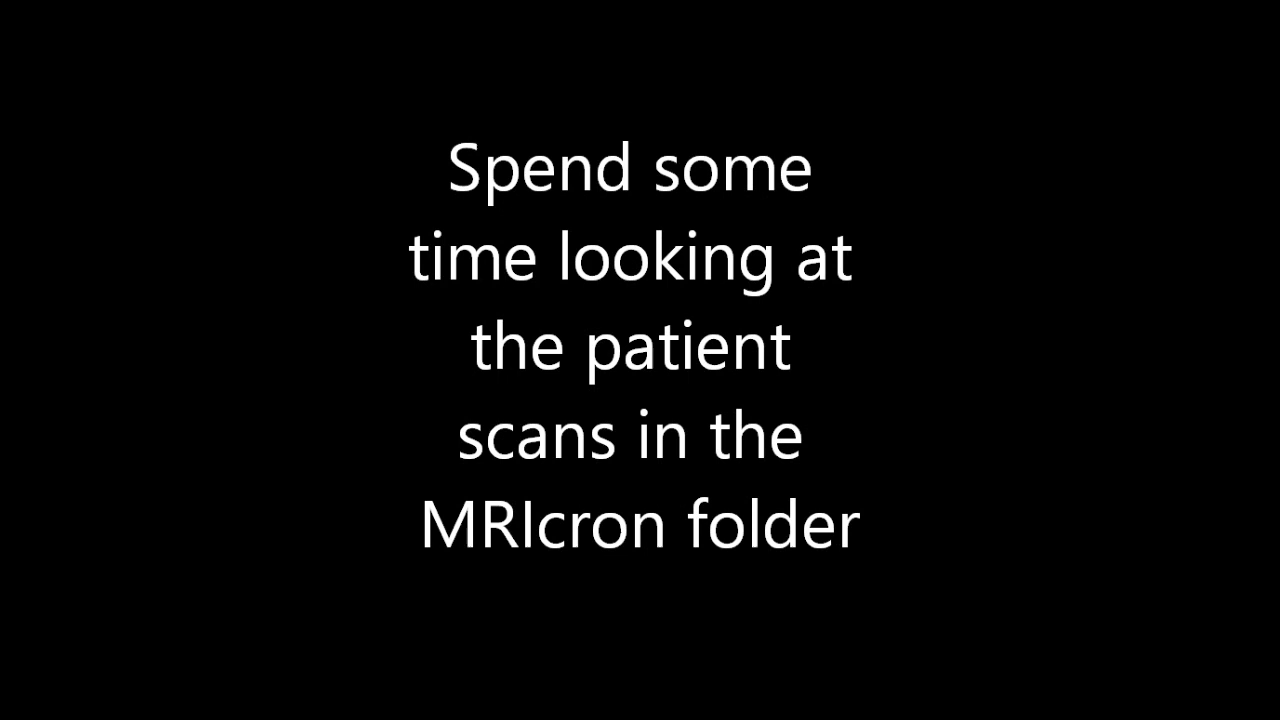 Spend some
time looking at
the patient
scans in the
MRIcron folder